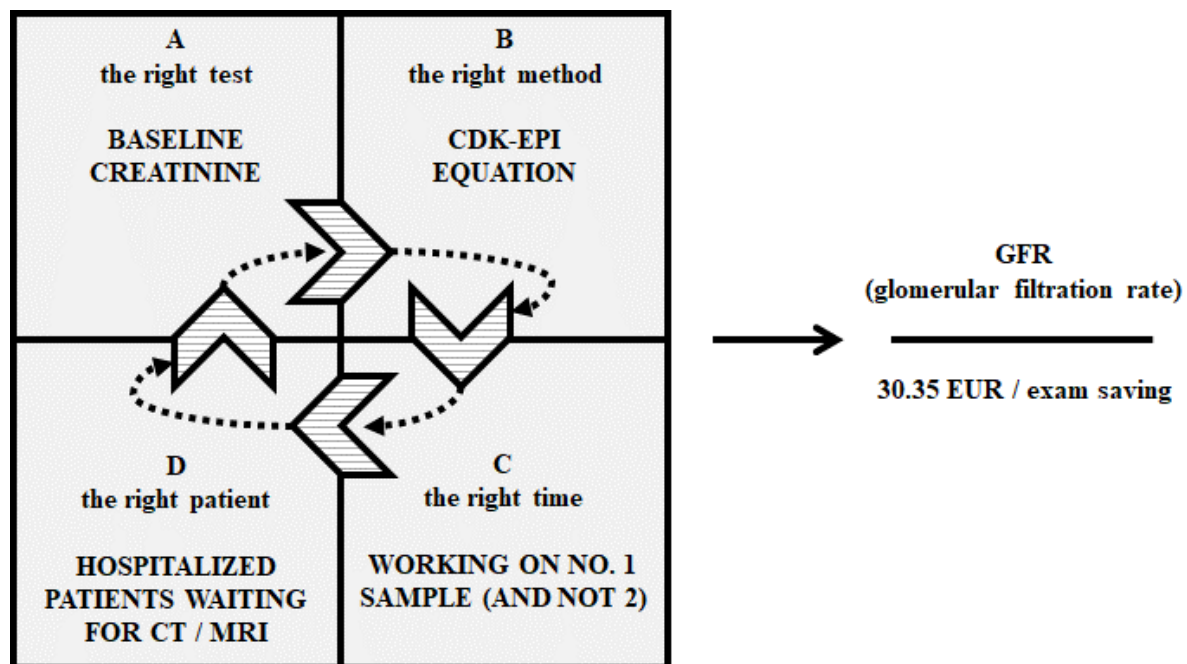 A
the right test
BASELINE
CREATININE
B
the right method
CDK-EPI
EQUATION
D
the right patient
HOSPITALIZED
PATIENTS WAITING
FOR CT / MRI
C
the right time
WORKING ON NO. 1
SAMPLE (AND NOT 2)
GFR
(glomerular filtration rate)
30.35 EUR / exam saving